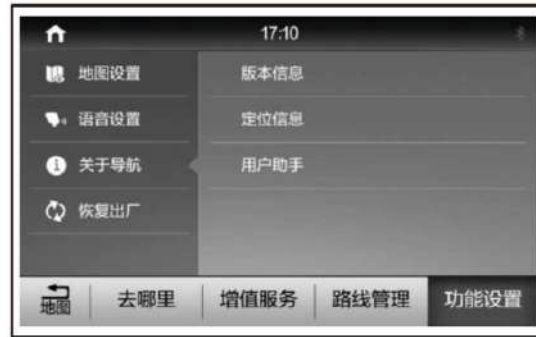 17:10
地图设置
版本信息
语音设置
定位信息
关于导航
用户助手
恢复出厂
地图
去哪里
增值服务
路线管理
功能设置